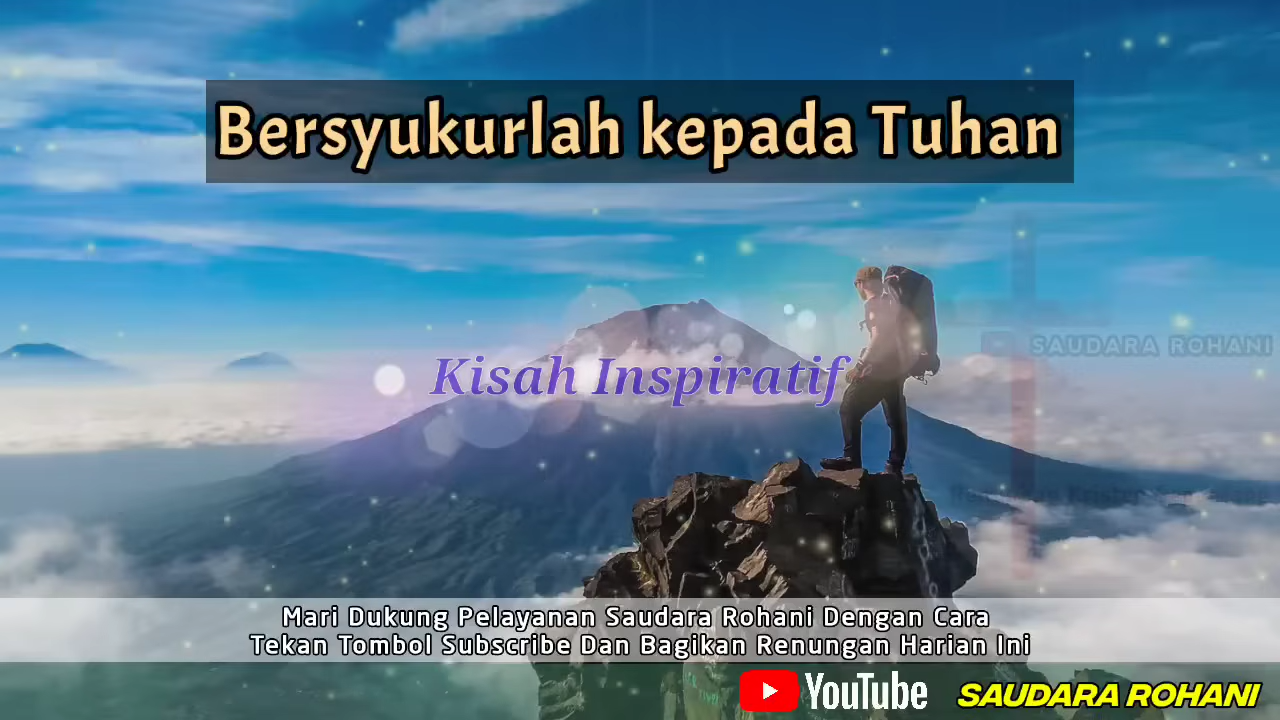 Bersyukurlah kepada Tuhan
SAUDARA ROHANI
Kisah Inspiratif
Mari Dukung Pelayanan Saudara Rohani Dengan Cara
Tekan Tombol Subscribe Dan Bagikan Renungan Harian Ini
YouTube
SAUDARA ROHANI